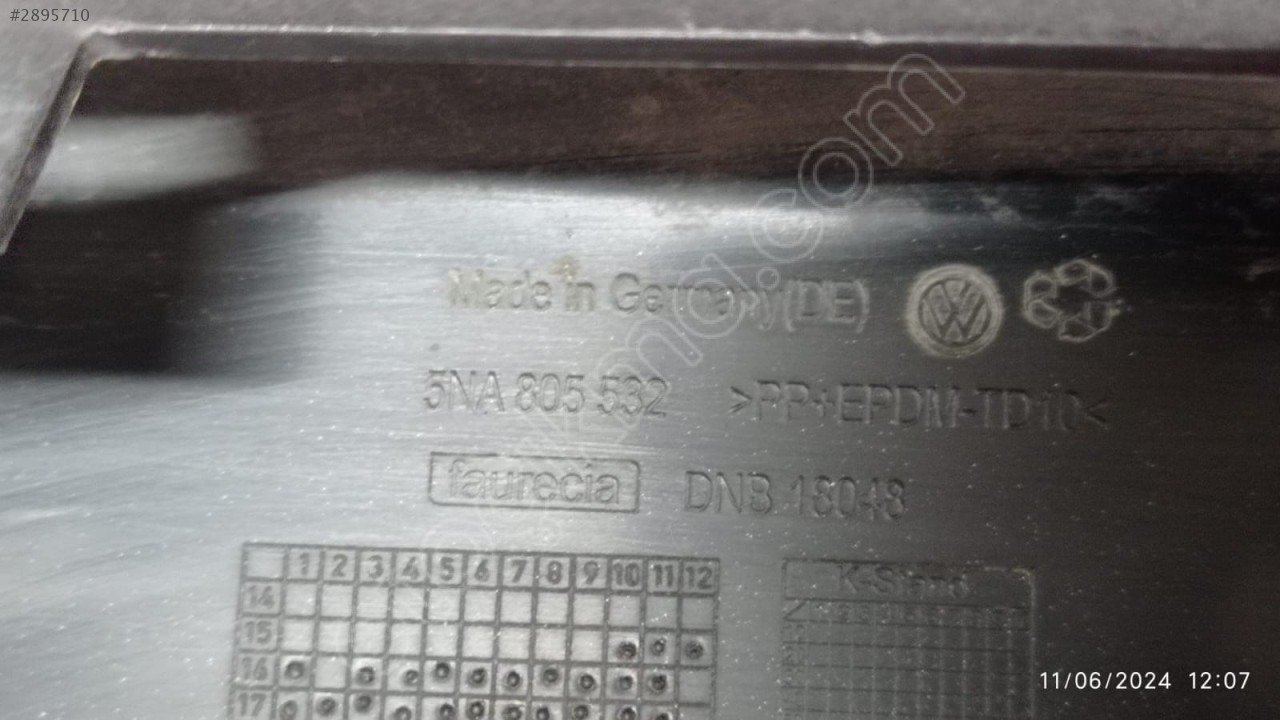 #2895710
Made in Germany(DE)
5NA 805 532 >PP+EPDM-TD10<
faurecia DNB 18048
1 2 3 4 5 6 7 8 9 10 11 12
14
15
16
17
K-Stand
11/06/2024 12:07